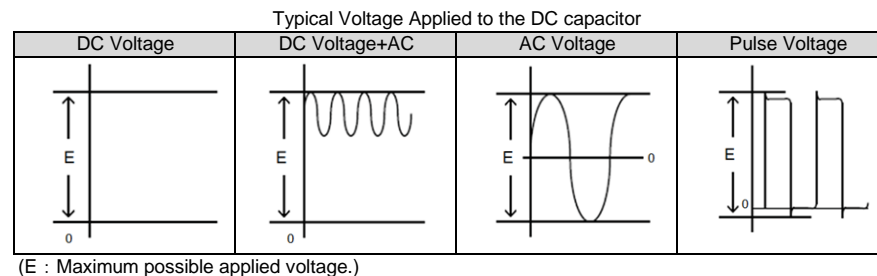 Typical Voltage Applied to the DC capacitor
DC Voltage DC Voltage+AC AC Voltage Pulse Voltage
E E E 0 E
0 0 0
(E : Maximum possible applied voltage.)